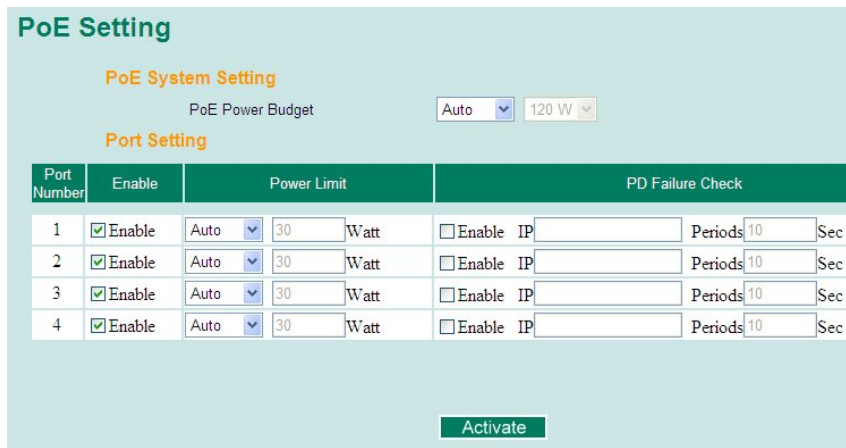 PoE Setting
PoE System Setting
PoE Power Budget Auto 120 W
Port Setting
Port Number Enable Power Limit PD Failure Check
1 Enable Auto 30 Watt Enable IP Periods 10 Sec
2 Enable Auto 30 Watt Enable IP Periods 10 Sec
3 Enable Auto 30 Watt Enable IP Periods 10 Sec
4 Enable Auto 30 Watt Enable IP Periods 10 Sec
Activate